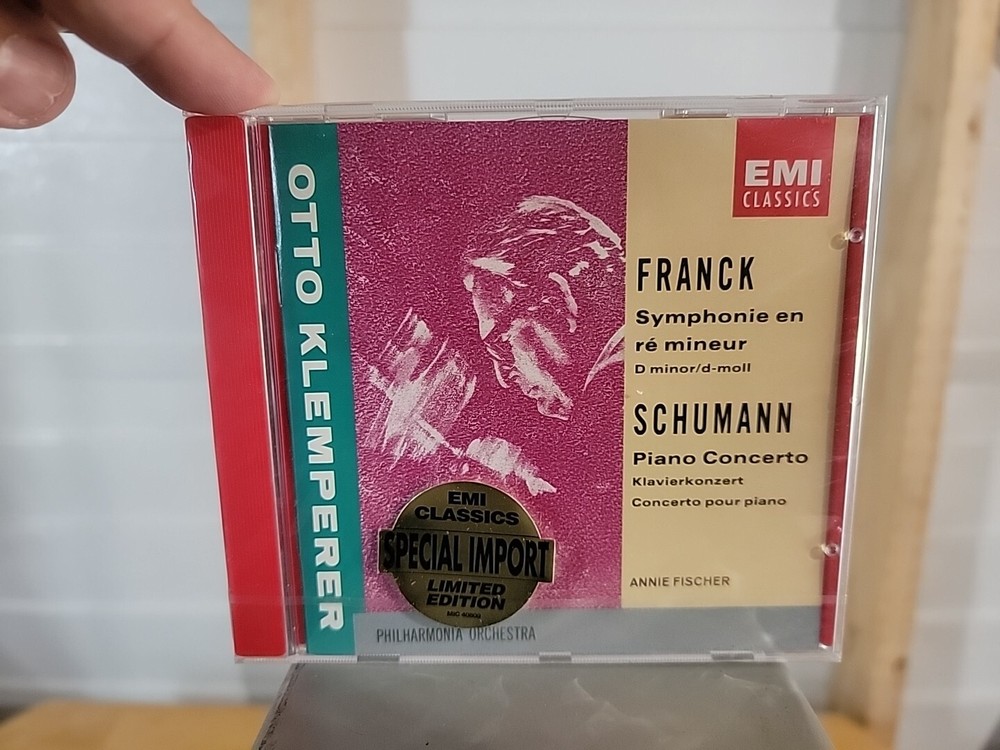 OTTO KLEMPERER
EMI
CLASSICS
FRANCK
Symphonie en
ré mineur
D minor/d-moll
SCHUMANN
Piano Concerto
Klavierkonzert
Concerto pour piano
ANNIE FISCHER
EMI
CLASSICS
SPECIAL IMPORT
LIMITED
EDITION
PHILHARMONIA ORCHESTRA